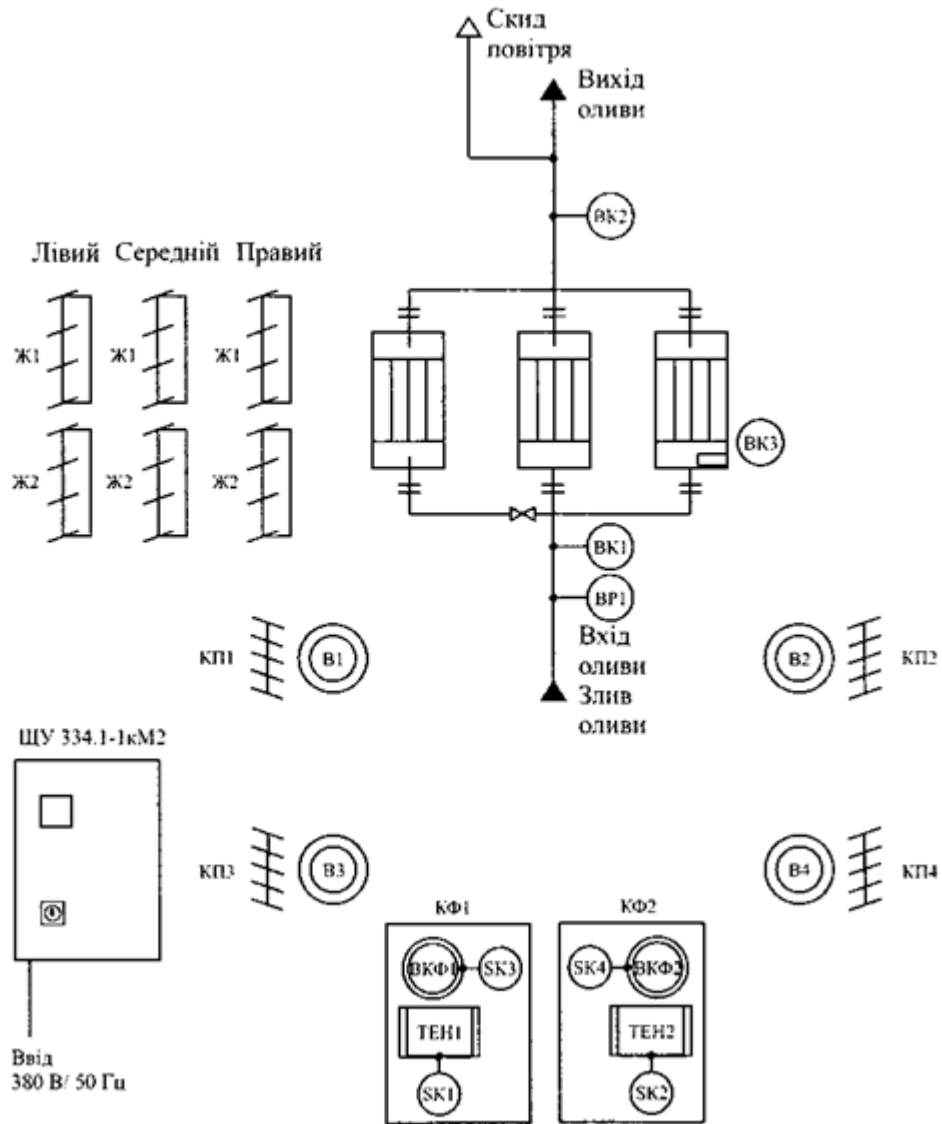 Скид
повітря
Вихід
оливи
ВК2
Лівий Середній Правий
Ж1 Ж1 Ж1
ВК3
Ж2 Ж2 Ж2
ВК1
ВР1
Вхід
оливи
Злив
оливи
КП1 В1 В2 КП2
ЩУ 334.1-1кМ2
КП3 В3 В4 КП4
КФ1 КФ2
ВКФ1 SK3 SK4 ВКФ2
ТЕН1 ТЕН2
SK1 SK2
Ввід
380 В/ 50 Гц